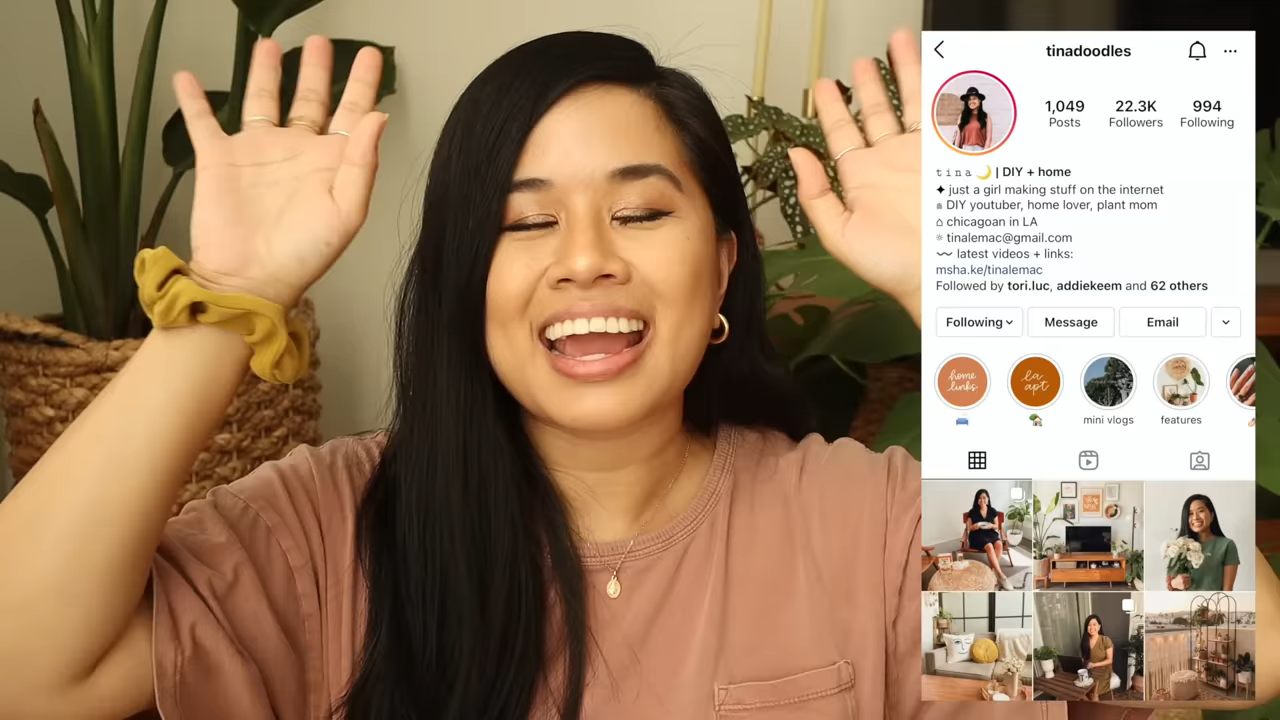 tinadoodles
1,049 22.3K 994
Posts Followers Following
tina 🌙 | DIY + home
✦ just a girl making stuff on the internet
DIY youtuber, home lover, plant mom
⌂ chicagoan in LA
☼ tinalemac@gmail.com
〰 latest videos + links:
msha.ke/tinalemac
Followed by tori.luc, addiekeem and 62 others
Following Message Email
home links
la apt
mini vlogs features